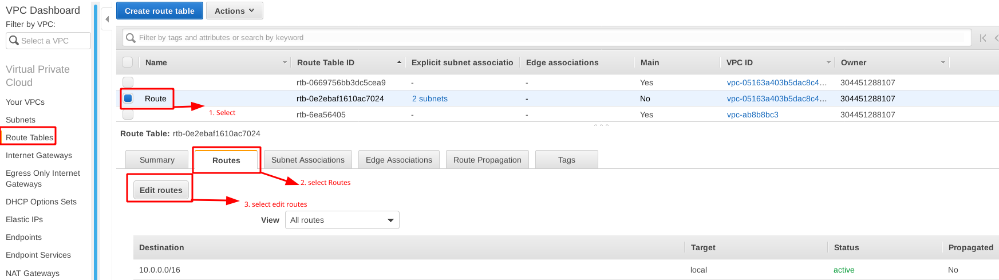 VPC Dashboard
Filter by VPC:
Select a VPC
Virtual Private
Cloud
Your VPCs
Subnets
Route Tables
Internet Gateways
Egress Only Internet
Gateways
DHCP Options Sets
Elastic IPs
Endpoints
Endpoint Services
NAT Gateways
Create route table Actions
Filter by tags and attributes or search by keyword
Name Route Table ID Explicit subnet associatio Edge associations Main VPC ID Owner
rtb-0669756bb3dc5cea9 - - Yes vpc-05163a403b5dac8c4... 304451288107
Route rtb-0e2ebaf1610ac7024 2 subnets - No vpc-05163a403b5dac8c4... 304451288107
1. Select
rtb-6ea56405 - - Yes vpc-ab8b8bc3 304451288107
Route Table: rtb-0e2ebaf1610ac7024
Summary Routes Subnet Associations Edge Associations Route Propagation Tags
2. select Routes
Edit routes
3. select edit routes
View All routes
Destination Target Status Propagated
10.0.0.0/16 local active No